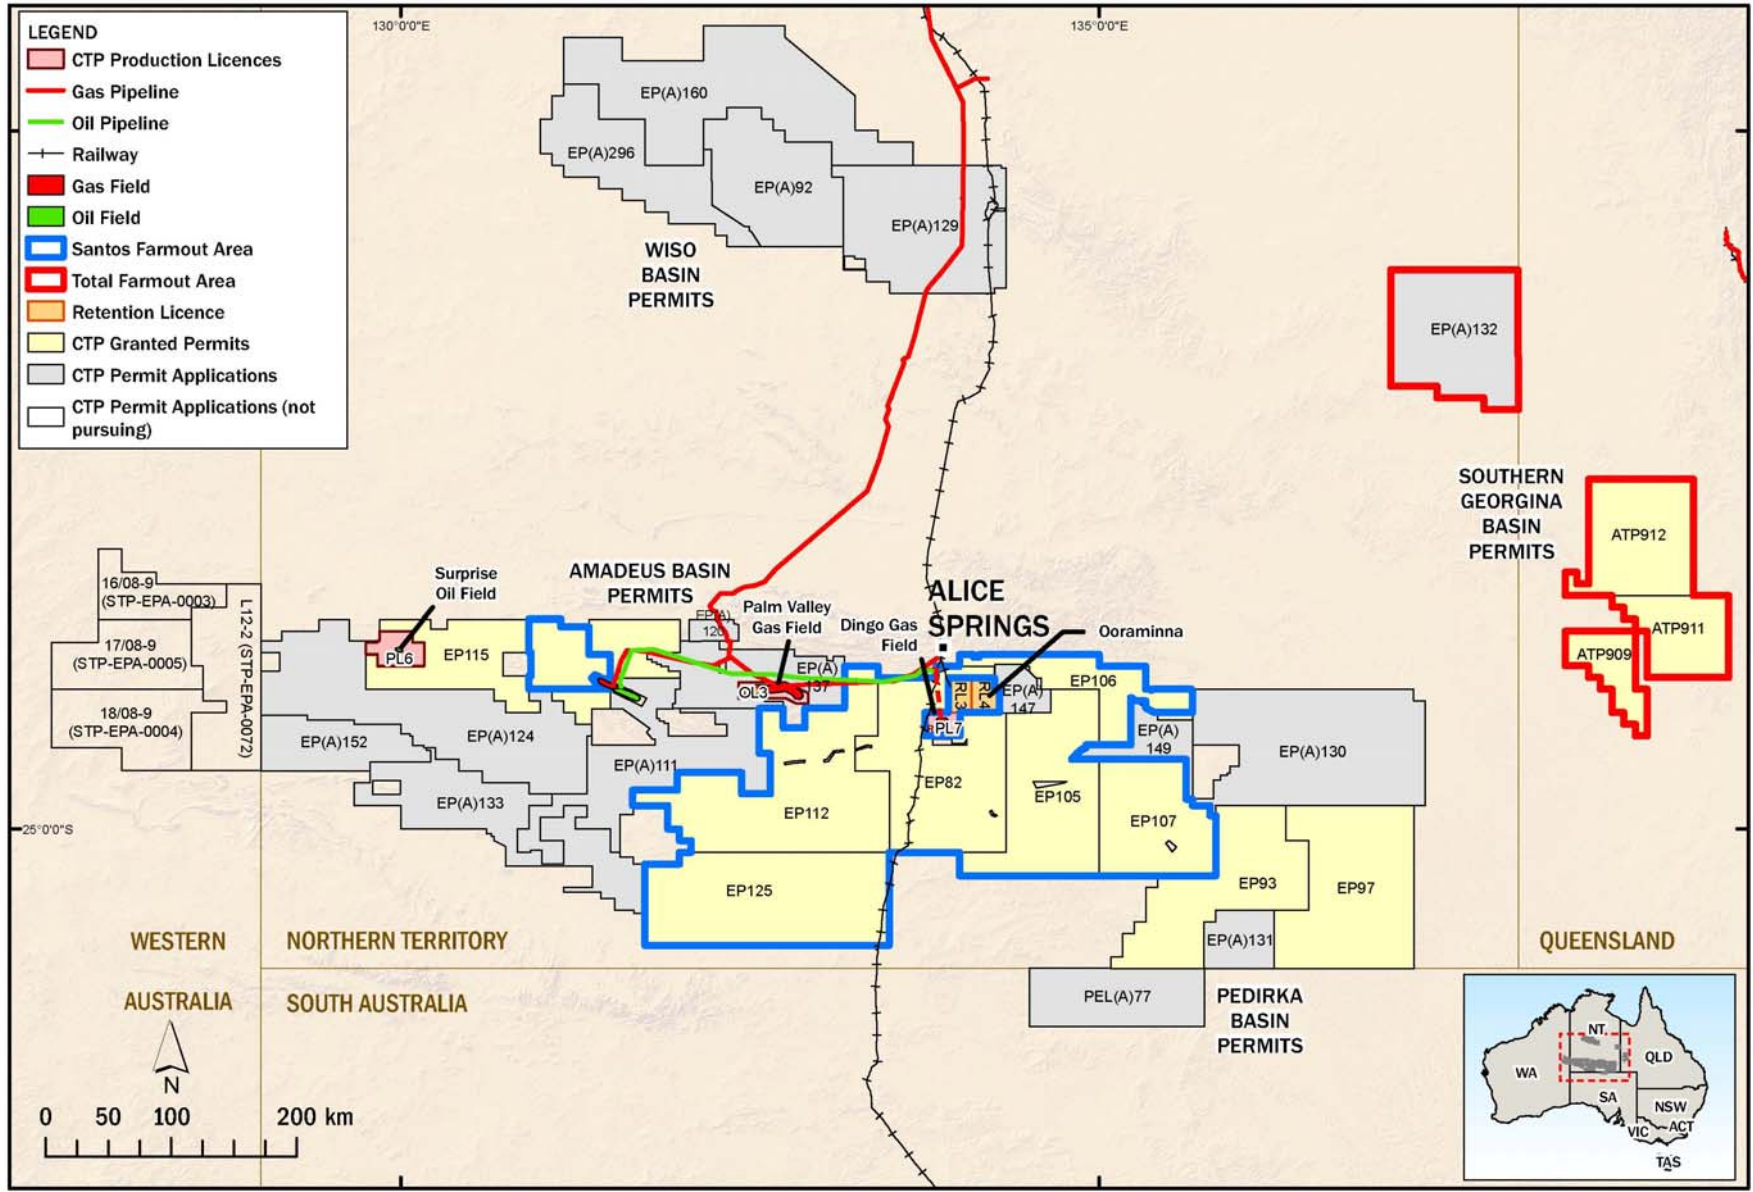 130°0'0"E
135°0'0"E
LEGEND
CTP Production Licences
Gas Pipeline
Oil Pipeline
Railway
Gas Field
Oil Field
Santos Farmout Area
Total Farmout Area
Retention Licence
CTP Granted Permits
CTP Permit Applications
CTP Permit Applications (not
pursuing)
EP(A)160
EP(A)296
EP(A)92
EP(A)129
WISO
BASIN
PERMITS
EP(A)132
SOUTHERN
GEORGINA
BASIN
PERMITS
ATP912
ATP911
ATP909
16/08-9
(STP-EPA-0003)
17/08-9
(STP-EPA-0005)
18/08-9
(STP-EPA-0004)
L12-2 (STP-EPA-0072)
Surprise
Oil Field
PL6
EP115
AMADEUS BASIN
PERMITS
EP(A)
120
Palm Valley
Gas Field
OL3
EP(A)
137
Dingo Gas
Field
ALICE
SPRINGS
Ooraminna
RL3
RL4
PL7
EP(A)
147
EP106
EP(A)
149
EP(A)130
EP(A)152
EP(A)124
EP(A)111
EP(A)133
EP112
EP82
EP105
EP107
EP125
EP93
EP97
EP(A)131
PEL(A)77
PEDIRKA
BASIN
PERMITS
25°0'0"S
WESTERN
AUSTRALIA
NORTHERN TERRITORY
SOUTH AUSTRALIA
QUEENSLAND
N
0 50 100 200 km
NT
WA
QLD
SA
NSW
ACT
VIC
TAS